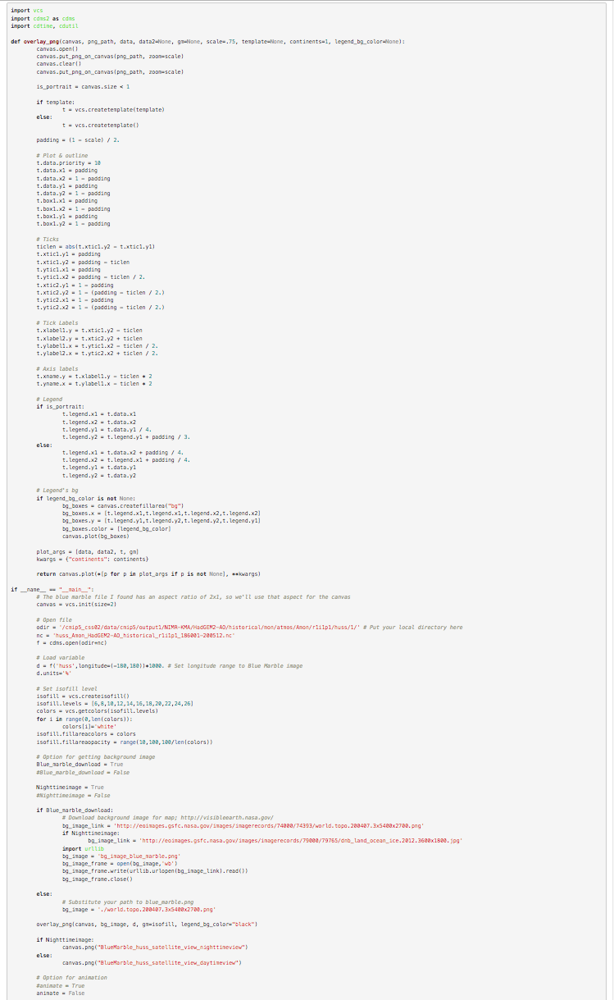 import vcs
import cdms2 as cdms
import cdtime, cdutil

def overlay_png(canvas, png_path, data, data2=None, gm=None, scale=.75, template=None, continents=1, legend_bg_color=None):
        canvas.open()
        canvas.put_png_on_canvas(png_path, zoom=scale)
        canvas.clear()
        canvas.put_png_on_canvas(png_path, zoom=scale)

        is_portrait = canvas.size < 1

        if template:
                t = vcs.createtemplate(template)
        else:
                t = vcs.createtemplate()

        padding = (1 - scale) / 2.

        # Plot & outline
        t.data.priority = 10
        t.data.x1 = padding
        t.data.x2 = 1 - padding
        t.data.y1 = padding
        t.data.y2 = 1 - padding
        t.box1.x1 = padding
        t.box1.x2 = 1 - padding
        t.box1.y1 = padding
        t.box1.y2 = 1 - padding

        # Ticks
        ticlen = abs(t.xtic1.y2 - t.xtic1.y1)
        t.xtic1.y1 = padding
        t.xtic1.y2 = padding - ticlen
        t.ytic1.x1 = padding
        t.ytic1.x2 = padding - ticlen / 2.
        t.xtic2.y1 = 1 - padding
        t.xtic2.y2 = 1 - (padding - ticlen / 2.)
        t.ytic2.x1 = 1 - padding
        t.ytic2.x2 = 1 - (padding - ticlen / 2.)

        # Tick Labels
        t.xlabel1.y = t.xtic1.y2 - ticlen
        t.xlabel2.y = t.xtic2.y2 + ticlen
        t.ylabel1.x = t.ytic1.x2 - ticlen / 2.
        t.ylabel2.x = t.ytic2.x2 + ticlen / 2.

        # Axis labels
        t.xname.y = t.xlabel1.y - ticlen * 2
        t.yname.x = t.ylabel1.x - ticlen * 2

        # Legend
        if is_portrait:
                t.legend.x1 = t.data.x1
                t.legend.x2 = t.data.x2
                t.legend.y1 = t.data.y1 / 4.
                t.legend.y2 = t.legend.y1 + padding / 3.
        else:
                t.legend.x1 = t.data.x2 + padding / 4.
                t.legend.x2 = t.legend.x1 + padding / 4.
                t.legend.y1 = t.data.y1
                t.legend.y2 = t.data.y2

        # Legend's bg
        if legend_bg_color is not None:
                bg_boxes = canvas.createfillarea("bg")
                bg_boxes.x = [t.legend.x1,t.legend.x1,t.legend.x2,t.legend.x2]
                bg_boxes.y = [t.legend.y1,t.legend.y2,t.legend.y2,t.legend.y1]
                bg_boxes.color = [legend_bg_color]
                canvas.plot(bg_boxes)

        plot_args = [data, data2, t, gm]
        kwargs = {"continents": continents}

        return canvas.plot(*[p for p in plot_args if p is not None], **kwargs)

if __name__ == "__main__":
        # The blue marble file I found has an aspect ratio of 2x1, so we'll use that aspect for the canvas
        canvas = vcs.init(size=2)

        # Open file
        odir = '/cmip5_css02/data/cmip5/output1/NIMR-KMA/HadGEM2-AO/historical/mon/atmos/Amon/r1i1p1/huss/1/' # Put your local directory here
        nc = 'huss_Amon_HadGEM2-AO_historical_r1i1p1_186001-200512.nc'
        f = cdms.open(odir+nc)

        # Load variable
        d = f('huss',longitude=(-180,180))*1000. # Set longitude range to Blue Marble image
        d.units='%'

        # Set isofill level
        isofill = vcs.createisofill()
        isofill.levels = [6,8,10,12,14,16,18,20,22,24,26]
        colors = vcs.getcolors(isofill.levels)
        for i in range(0,len(colors)):
                colors[i]='white'
        isofill.fillareacolors = colors
        isofill.fillareaopacity = range(10,100,100/len(colors))

        # Option for getting background image
        Blue_marble_download = True
        #Blue_marble_download = False

        Nighttimeimage = True
        #Nighttimeimage = False

        if Blue_marble_download:
                # Download background image for map; http://visibleearth.nasa.gov/
                bg_image_link = 'http://eoimages.gsfc.nasa.gov/images/imagerecords/74000/74393/world.topo.200407.3x5400x2700.png'
                if Nighttimeimage:
                        bg_image_link = 'http://eoimages.gsfc.nasa.gov/images/imagerecords/79000/79765/dnb_land_ocean_ice.2012.3600x1800.jpg'
                import urllib
                bg_image = 'bg_image_blue_marble.png'
                bg_image_frame = open(bg_image,'wb')
                bg_image_frame.write(urllib.urlopen(bg_image_link).read())
                bg_image_frame.close()

        else:
                # Substitute your path to blue_marble.png
                bg_image = './world.topo.200407.3x5400x2700.png'

        overlay_png(canvas, bg_image, d, gm=isofill, legend_bg_color="black")

        if Nighttimeimage:
                canvas.png("BlueMarble_huss_satellite_view_nighttimeview")
        else:
                canvas.png("BlueMarble_huss_satellite_view_daytimeview")

        # Option for animation
        #animate = True
        animate = False